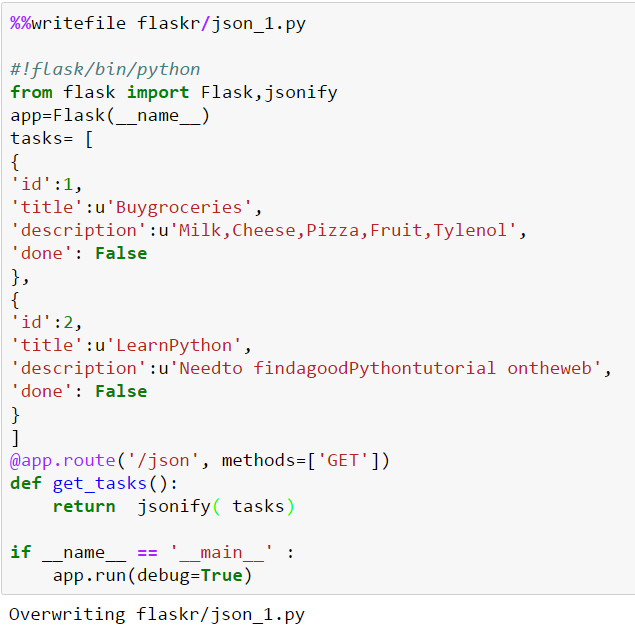 %%writefile flaskr/json_1.py

#!flask/bin/python
from flask import Flask,jsonify
app=Flask(__name__)
tasks= [
{
'id':1,
'title':u'Buygroceries',
'description':u'Milk,Cheese,Pizza,Fruit,Tylenol',
'done': False
},
{
'id':2,
'title':u'LearnPython',
'description':u'Needto findagoodPythontutorial ontheweb',
'done': False
}
]
@app.route('/json', methods=['GET'])
def get_tasks():
    return  jsonify( tasks)

if __name__ == '__main__' :
    app.run(debug=True)
Overwriting flaskr/json_1.py